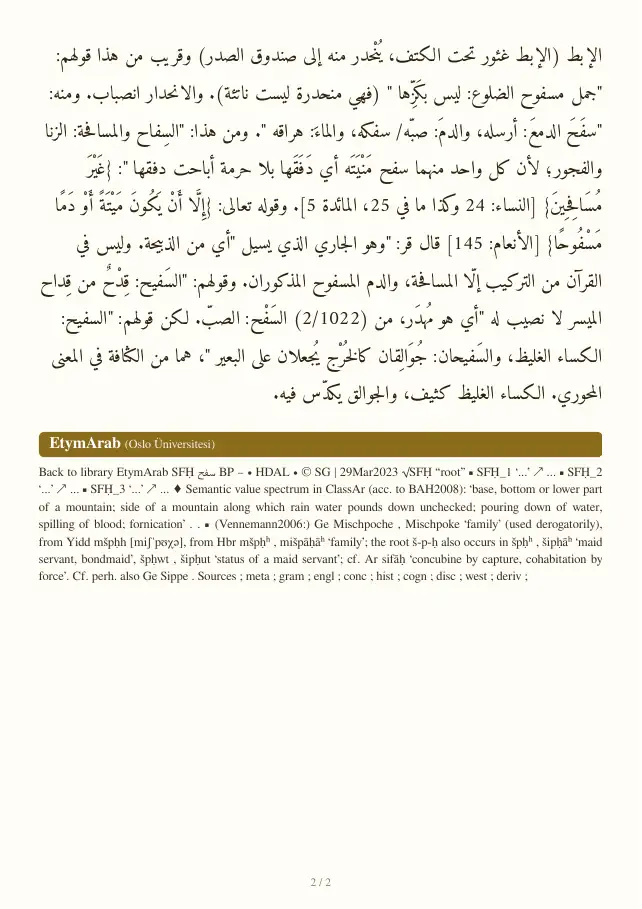 الإبط (الإبط غئور تحت الكتف، يُنْحدر منه إلى صندوق الصدر) وقريب من هذا قولهم:
"جمل مسفوح الضلوع: ليس بكَزّها " (فهي منحدرة ليست ناتئة). والانحدار انصباب. ومنه:
"سفَحَ الدمعَ: أرسله، والدمَ: صبّه/ سفكه، والماءَ: هراقه ". ومن هذا: "السِفاح والمسافحة: الزنا
والفجور؛ لأن كل واحد منهما سفح مَنْيَتَه أي دَفَقَها بلا حرمة أباحت دفقها ": {غَيْرَ
مُسَافِحِينَ} [النساء: 24 وكذا ما في 25، المائدة 5]. وقوله تعالى: {إِلَّا أَنْ يَكُونَ مَيْتَةً أَوْ دَمًا
مَسْفُوحًا} [الأنعام: 145] قال قر: "وهو الجاري الذي يسيل "أي من الذبيحة. وليس في
القرآن من التركيب إلّا المسافحة، والدم المسفوح المذكوران. وقولهم: "السَفيح: قِدْحٌ من قِداح
الميسر لا نصيب له "أي هو مُهدَر، من (2/1022) السَفْح: الصبّ. لكن قولهم: "السفيح:
الكساء الغليظ، والسَفيحان: جُوَالِقان كالخُرْج يُجعلان على البعير "، هما من الكثافة في المعنى
المحوري. الكساء الغليظ كثيف، والجوالق يكدّس فيه.
EtymArab (Oslo Üniversitesi)
Back to library EtymArab SFḤ سفح BP – • HDAL • © SG | 29Mar2023 √SFḤ “root” ▪ SFḤ_1 ‘...’ ↗ ... ▪ SFḤ_2
‘...’ ↗ ... ▪ SFḤ_3 ‘...’ ↗ ... ♦ Semantic value spectrum in ClassAr (acc. to BAH2008): ‘base, bottom or lower part
of a mountain; side of a mountain along which rain water pounds down unchecked; pouring down of water,
spilling of blood; fornication’ . . ▪ (Vennemann2006:) Ge Mischpoche , Mischpoke ‘family’ (used derogatorily),
from Yidd mšpḥh [miʃˈpɒχə], from Hbr mšpḥʰ , mišpāḥāʰ ‘family’; the root š-p-ḥ also occurs in špḥʰ , šip̄ḥāʰ ‘maid
servant, bondmaid’, špḥwt , šipḥut ‘status of a maid servant’; cf. Ar sifāḥ ‘concubine by capture, cohabitation by
force’. Cf. perh. also Ge Sippe . Sources ; meta ; gram ; engl ; conc ; hist ; cogn ; disc ; west ; deriv ;
2 / 2